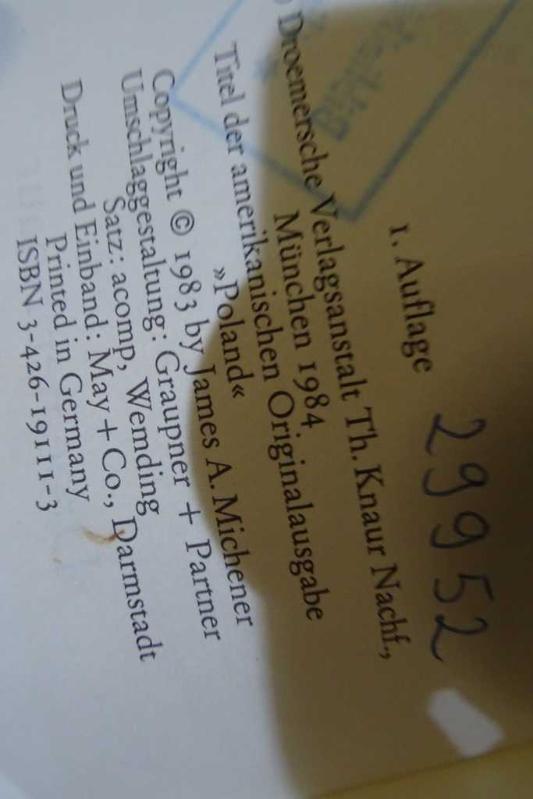 29952
1. Auflage
Droemersche Verlagsanstalt Th. Knaur Nachf.,
München 1984
Titel der amerikanischen Originalausgabe
»Poland«
Copyright © 1983 by James A. Michener
Umschlaggestaltung: Graupner + Partner
Satz: acomp, Wemding
Druck und Einband: May + Co., Darmstadt
Printed in Germany
ISBN 3-426-19111-3